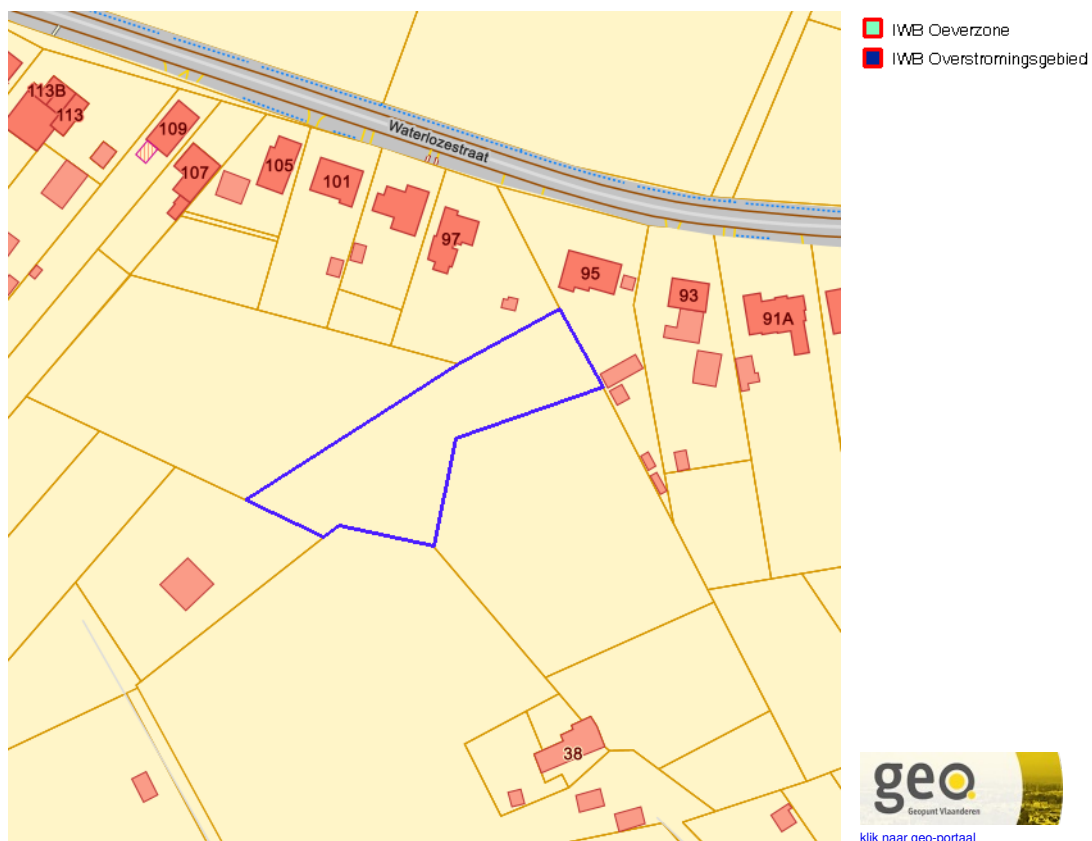 IWB Oeverzone
IWB Overstromingsgebied
113B
113
109
107
105
Waterlozestraat
101
97
95
93
91A
38
geo
Geopunt Vlaanderen
klik naar geo-portaal